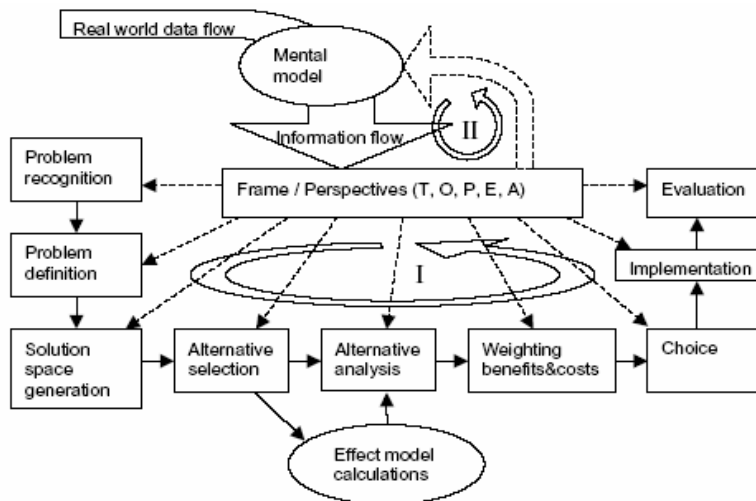 Real world data flow
Mental
model
II
Information flow
Problem
recognition
Frame / Perspectives (T, O, P, E, A)
Evaluation
Problem
definition
I
Implementation
Solution
space
generation
Alternative
selection
Alternative
analysis
Weighting
benefits&costs
Choice
Effect model
calculations